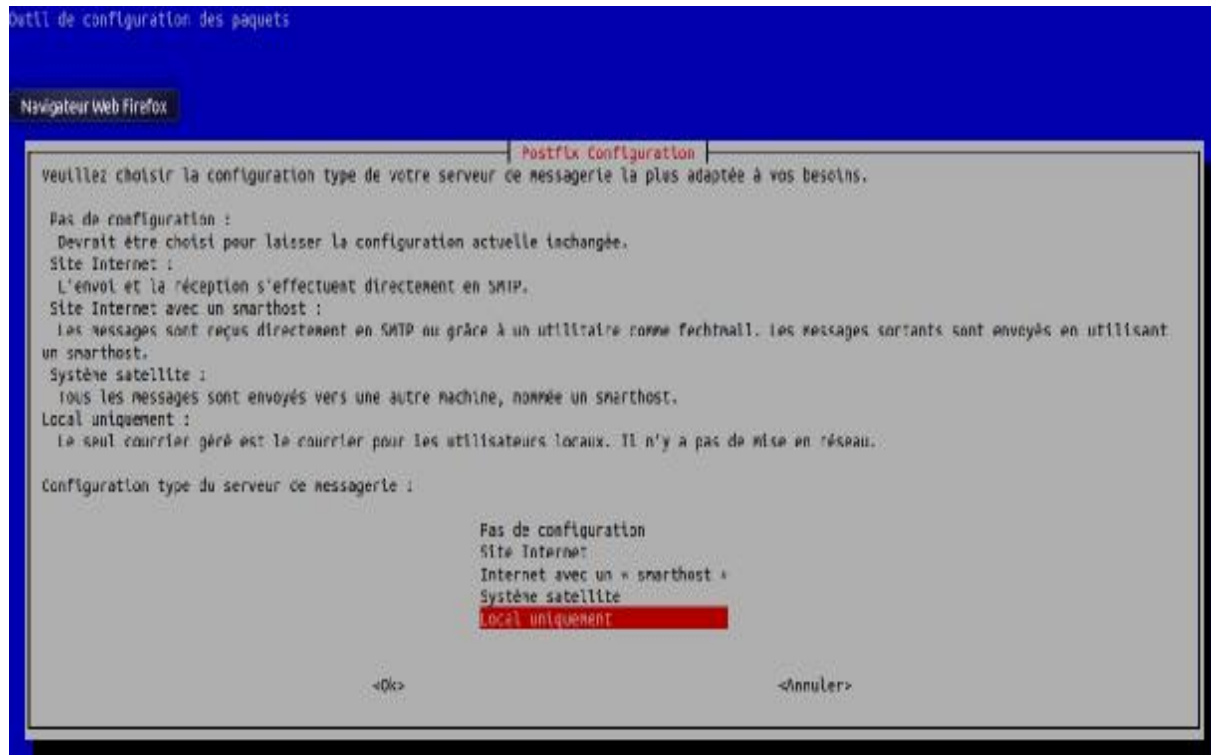 Outil de configuration des paquets
Navigateur Web Firefox
Postfix Configuration
Veuillez choisir la configuration type de votre serveur de messagerie la plus adaptée à vos besoins.
Pas de configuration :
Devrait être choisi pour laisser la configuration actuelle inchangée.
Site Internet :
L'envoi et la réception s'effectuent directement en SMTP.
Site Internet avec un smarthost :
Les messages sont reçus directement en SMTP ou grâce à un utilitaire comme fechtmail. Les messages sortants sont envoyés en utilisant
un smarthost.
Système satellite :
Tous les messages sont envoyés vers une autre machine, nommée un smarthost.
Local uniquement :
Le seul courrier géré est le courrier pour les utilisateurs locaux. Il n'y a pas de mise en réseau.
Configuration type du serveur de messagerie :
Pas de configuration
Site Internet
Internet avec un « smarthost »
Système satellite
Local uniquement
<Ok> <Annuler>